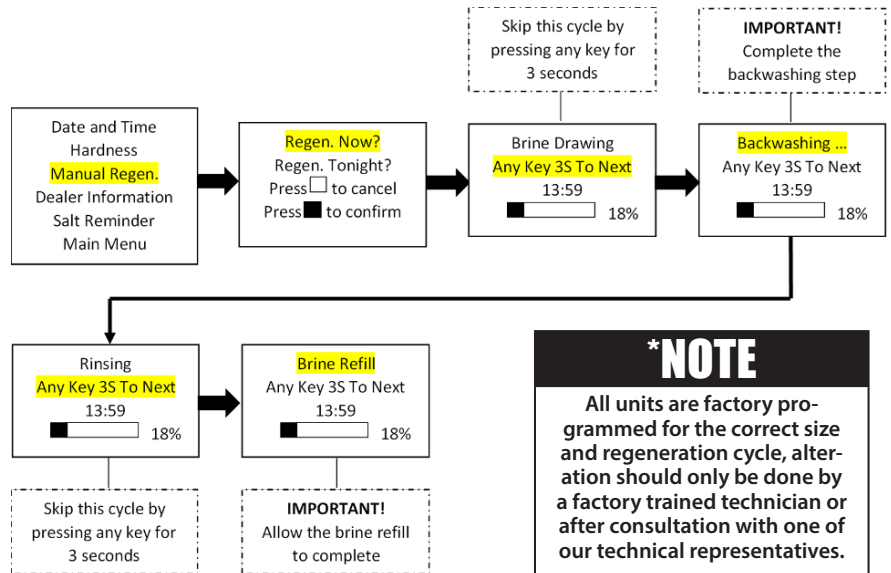 Skip this cycle by
pressing any key for
3 seconds
IMPORTANT!
Complete the
backwashing step
Date and Time
Hardness
Manual Regen.
Dealer Information
Salt Reminder
Main Menu
Regen. Now?
Regen. Tonight?
Press to cancel
Press to confirm
Brine Drawing
Any Key 3S To Next
13:59
18%
Backwashing ...
Any Key 3S To Next
13:59
18%
Rinsing
Any Key 3S To Next
13:59
18%
Skip this cycle by
pressing any key for
3 seconds
Brine Refill
Any Key 3S To Next
13:59
18%
IMPORTANT!
Allow the brine refill
to complete
*NOTE
All units are factory pro-
grammed for the correct size
and regeneration cycle, alter-
ation should only be done by
a factory trained technician or
after consultation with one of
our technical representatives.